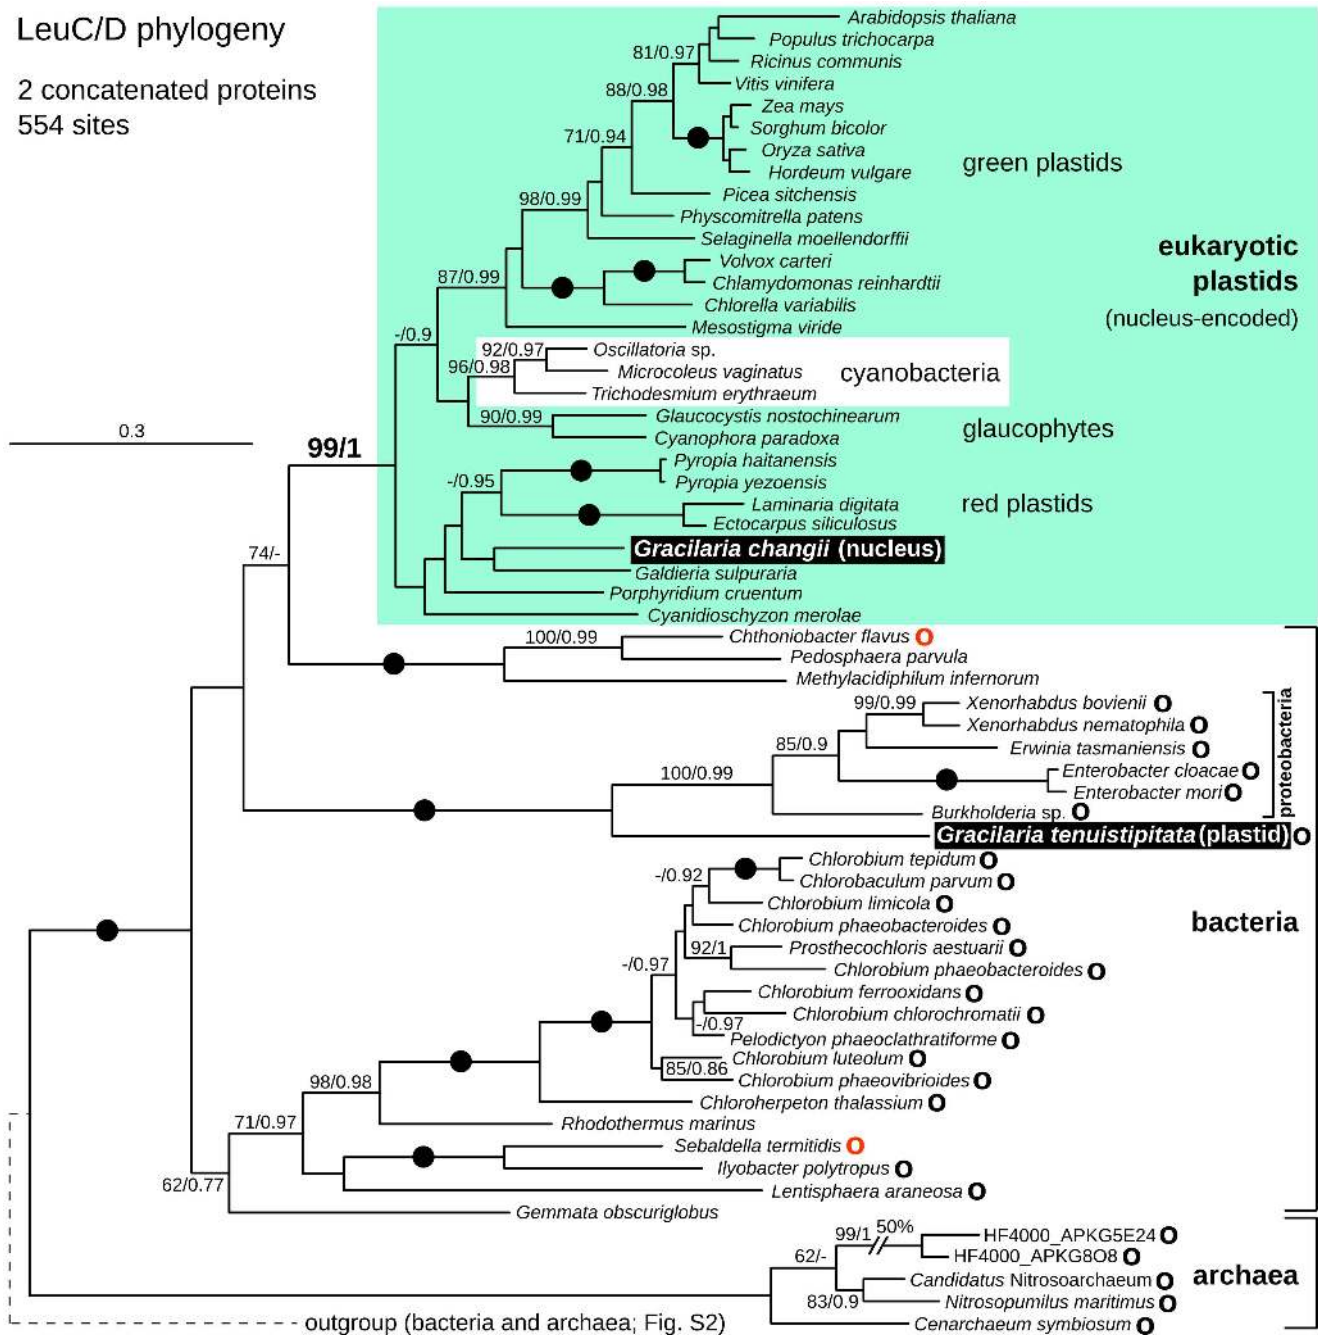 LeuC/D phylogeny
2 concatenated proteins
554 sites
Arabidopsis thaliana
Populus trichocarpa
81/0.97
Ricinus communis
Vitis vinifera
88/0.98
Zea mays
Sorghum bicolor
71/0.94
Oryza sativa
green plastids
Hordeum vulgare
Picea sitchensis
98/0.99
Physcomitrella patens
Selaginella moellendorffii
eukaryotic
plastids
(nucleus-encoded)
Volvox carteri
87/0.99
Chlamydomonas reinhardtii
Chlorella variabilis
Mesostigma viride
-/0.9
92/0.97
Oscillatoria sp.
96/0.98
Microcoleus vaginatus
cyanobacteria
Trichodesmium erythraeum
90/0.99
Glaucocystis nostochinearum
glaucophytes
0.3
Cyanophora paradoxa
99/1
Pyropia haitanensis
-/0.95
Pyropia yezoensis
red plastids
Laminaria digitata
Ectocarpus siliculosus
Gracilaria changii (nucleus)
74/-
Galdieria sulpuraria
Porphyridium cruentum
Cyanidioschyzon merolae
100/0.99
Chthoniobacter flavus O
Pedosphaera parvula
Methylacidiphilum infernorum
99/0.99
Xenorhabdus bovienii O
Xenorhabdus nematophila O
proteobacteria
85/0.9
Erwinia tasmaniensis O
100/0.99
Enterobacter cloacae O
Enterobacter mori O
Burkholderia sp. O
Gracilaria tenuistipitata (plastid) O
Chlorobium tepidum O
-/0.92
Chlorobaculum parvum O
Chlorobium limicola O
bacteria
Chlorobium phaeobacteroides O
92/1
Prosthecochloris aestuarii O
-/0.97
Chlorobium phaeobacteroides O
Chlorobium ferrooxidans O
Chlorobium chlorochromatii O
-/0.97
Pelodictyon phaeoclathratiforme O
Chlorobium luteolum O
85/0.86
Chlorobium phaeovibrioides O
98/0.98
Chloroherpeton thalassium O
71/0.97
Rhodothermus marinus
Sebaldella termitidis O
Ilyobacter polytropus O
62/0.77
Lentisphaera araneosa O
Gemmata obscuriglobus
99/1
50%
HF4000_APKG5E24 O
62/-
HF4000_APKG8O8 O
archaea
Candidatus Nitrosoarchaeum O
83/0.9
Nitrosopumilus maritimus O
outgroup (bacteria and archaea; Fig. S2)
Cenarchaeum symbiosum O